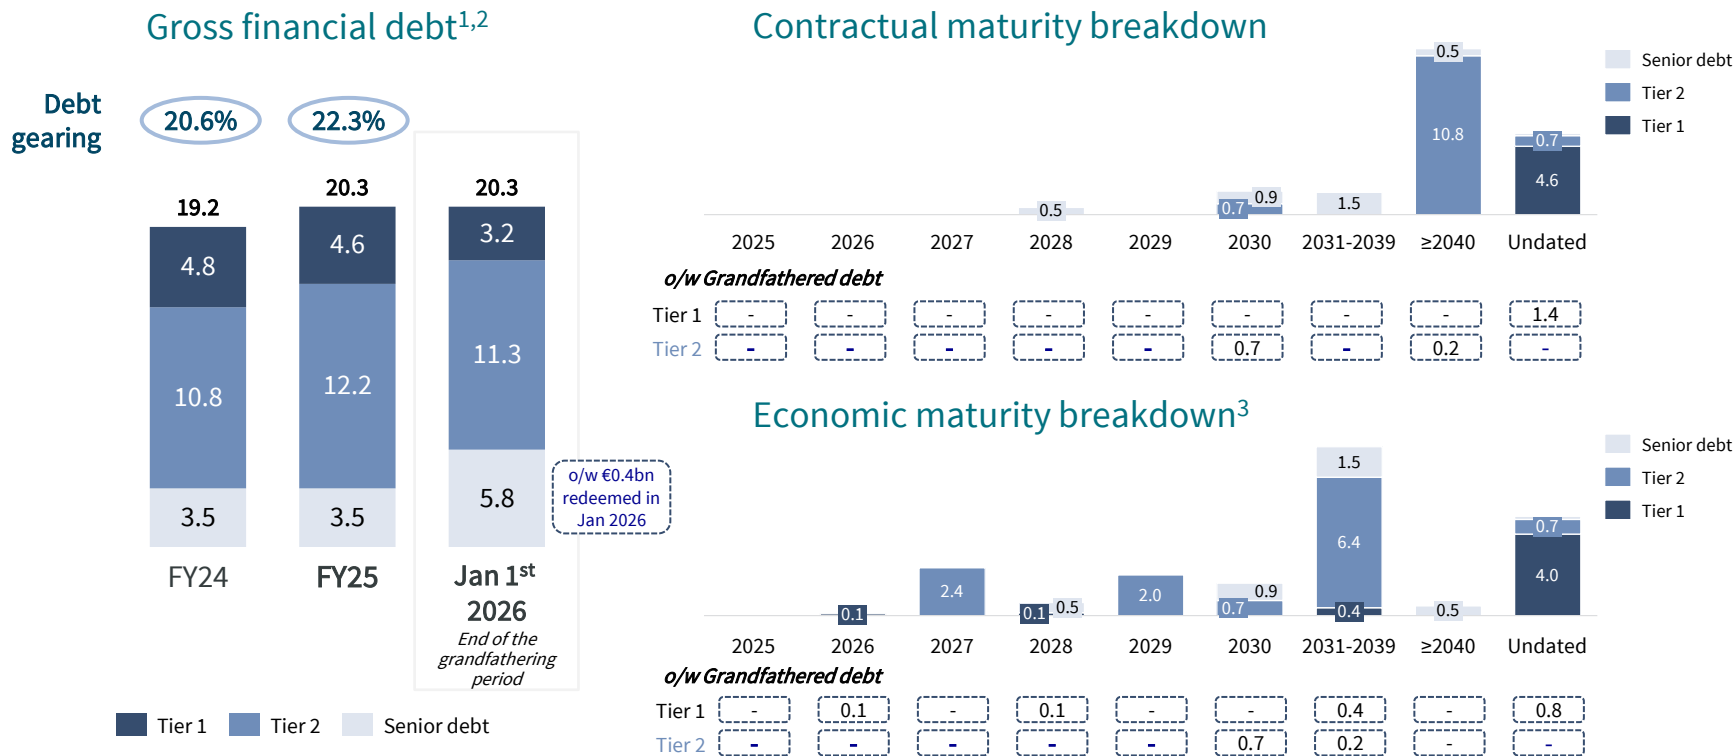 Gross financial debt1,2
Debt gearing
20.6%
22.3%
19.2
20.3
20.3
4.8
4.6
3.2
10.8
12.2
11.3
3.5
3.5
5.8
o/w €0.4bn
redeemed in
Jan 2026
FY24
FY25
Jan 1st
2026
End of the
grandfathering
period
Tier 1
Tier 2
Senior debt
Contractual maturity breakdown
Senior debt
Tier 2
Tier 1
0.5
0.7
0.9
1.5
0.5
10.8
0.7
4.6
2025 2026 2027 2028 2029 2030 2031-2039 ≥2040 Undated
o/w Grandfathered debt
Tier 1 - - - - - - - - 1.4
Tier 2 - - - - - 0.7 - 0.2 -
Economic maturity breakdown3
Senior debt
Tier 2
Tier 1
0.1
2.4
0.1
0.5
2.0
0.7
0.9
1.5
6.4
0.4
0.5
0.7
4.0
2025 2026 2027 2028 2029 2030 2031-2039 ≥2040 Undated
o/w Grandfathered debt
Tier 1 - 0.1 - 0.1 - - 0.4 - 0.8
Tier 2 - - - - - 0.7 0.2 - -